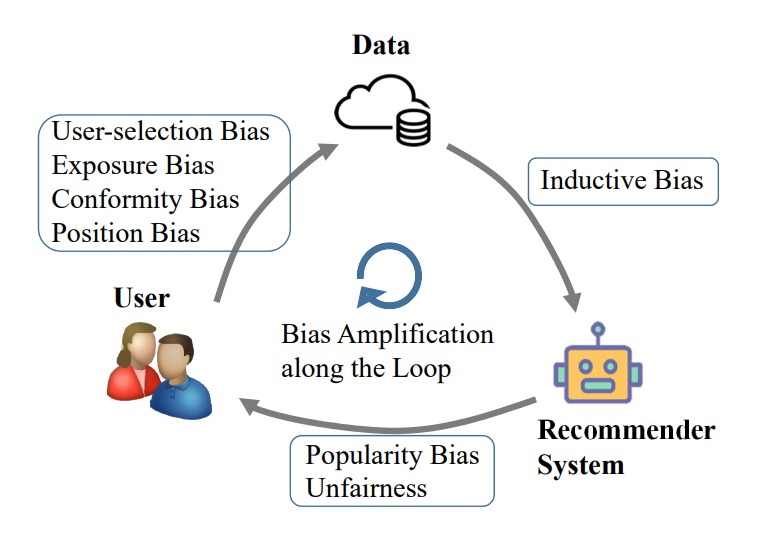 Data
User-selection Bias
Exposure Bias
Conformity Bias
Position Bias
Inductive Bias
User
Bias Amplification
along the Loop
Recommender
System
Popularity Bias
Unfairness